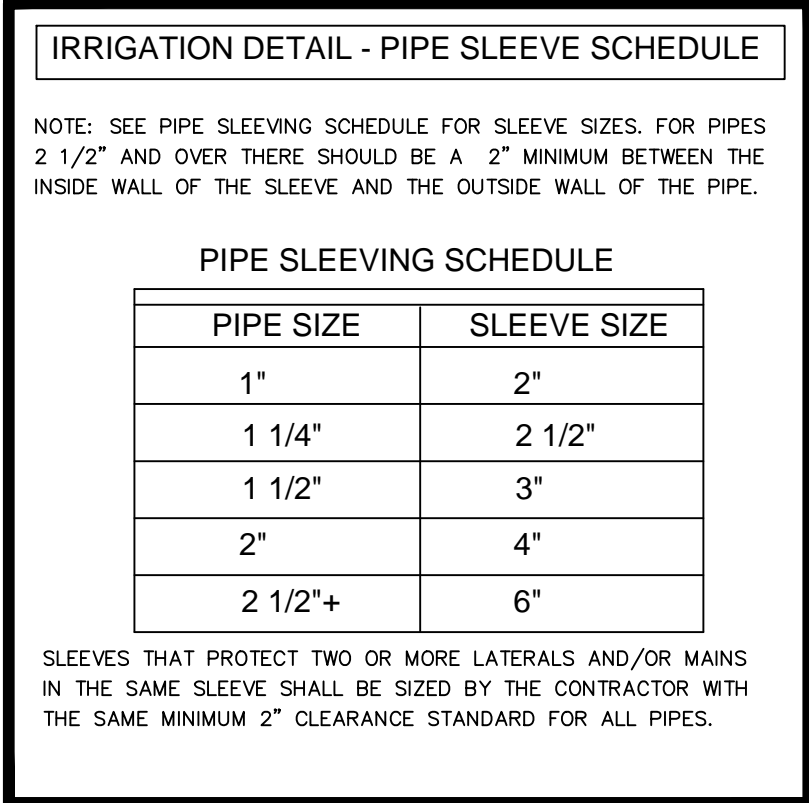 IRRIGATION DETAIL - PIPE SLEEVE SCHEDULE
NOTE: SEE PIPE SLEEVING SCHEDULE FOR SLEEVE SIZES. FOR PIPES
2 1/2" AND OVER THERE SHOULD BE A 2" MINIMUM BETWEEN THE
INSIDE WALL OF THE SLEEVE AND THE OUTSIDE WALL OF THE PIPE.
PIPE SLEEVING SCHEDULE
PIPE SIZE SLEEVE SIZE
1" 2"
1 1/4" 2 1/2"
1 1/2" 3"
2" 4"
2 1/2"+ 6"
SLEEVES THAT PROTECT TWO OR MORE LATERALS AND/OR MAINS
IN THE SAME SLEEVE SHALL BE SIZED BY THE CONTRACTOR WITH
THE SAME MINIMUM 2" CLEARANCE STANDARD FOR ALL PIPES.